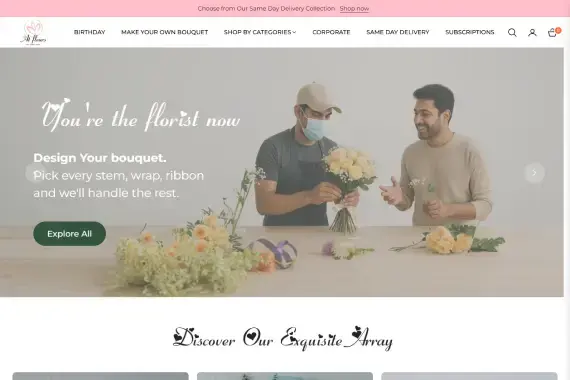 Choose from Our Same Day Delivery Collection Shop now
BIRTHDAY MAKE YOUR OWN BOUQUET SHOP BY CATEGORIES CORPORATE SAME DAY DELIVERY SUBSCRIPTIONS
0
You're the florist now
Design Your bouquet.
Pick every stem, wrap, ribbon
and we'll handle the rest.
Explore All
Discover Our Exquisite Array